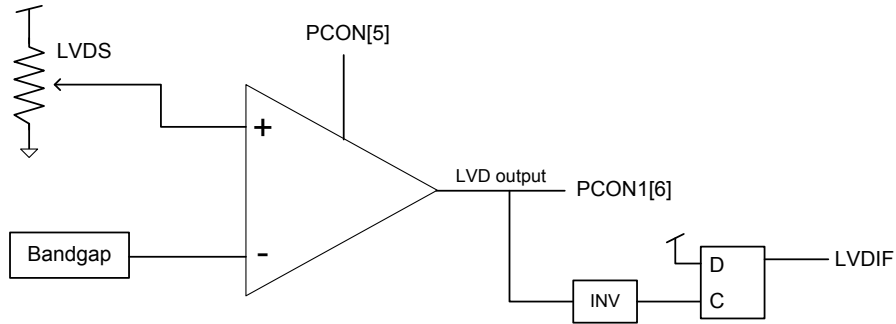 PCON[5]
LVDS
+
LVD output
PCON1[6]
-
Bandgap
D
LVDIF
INV
C